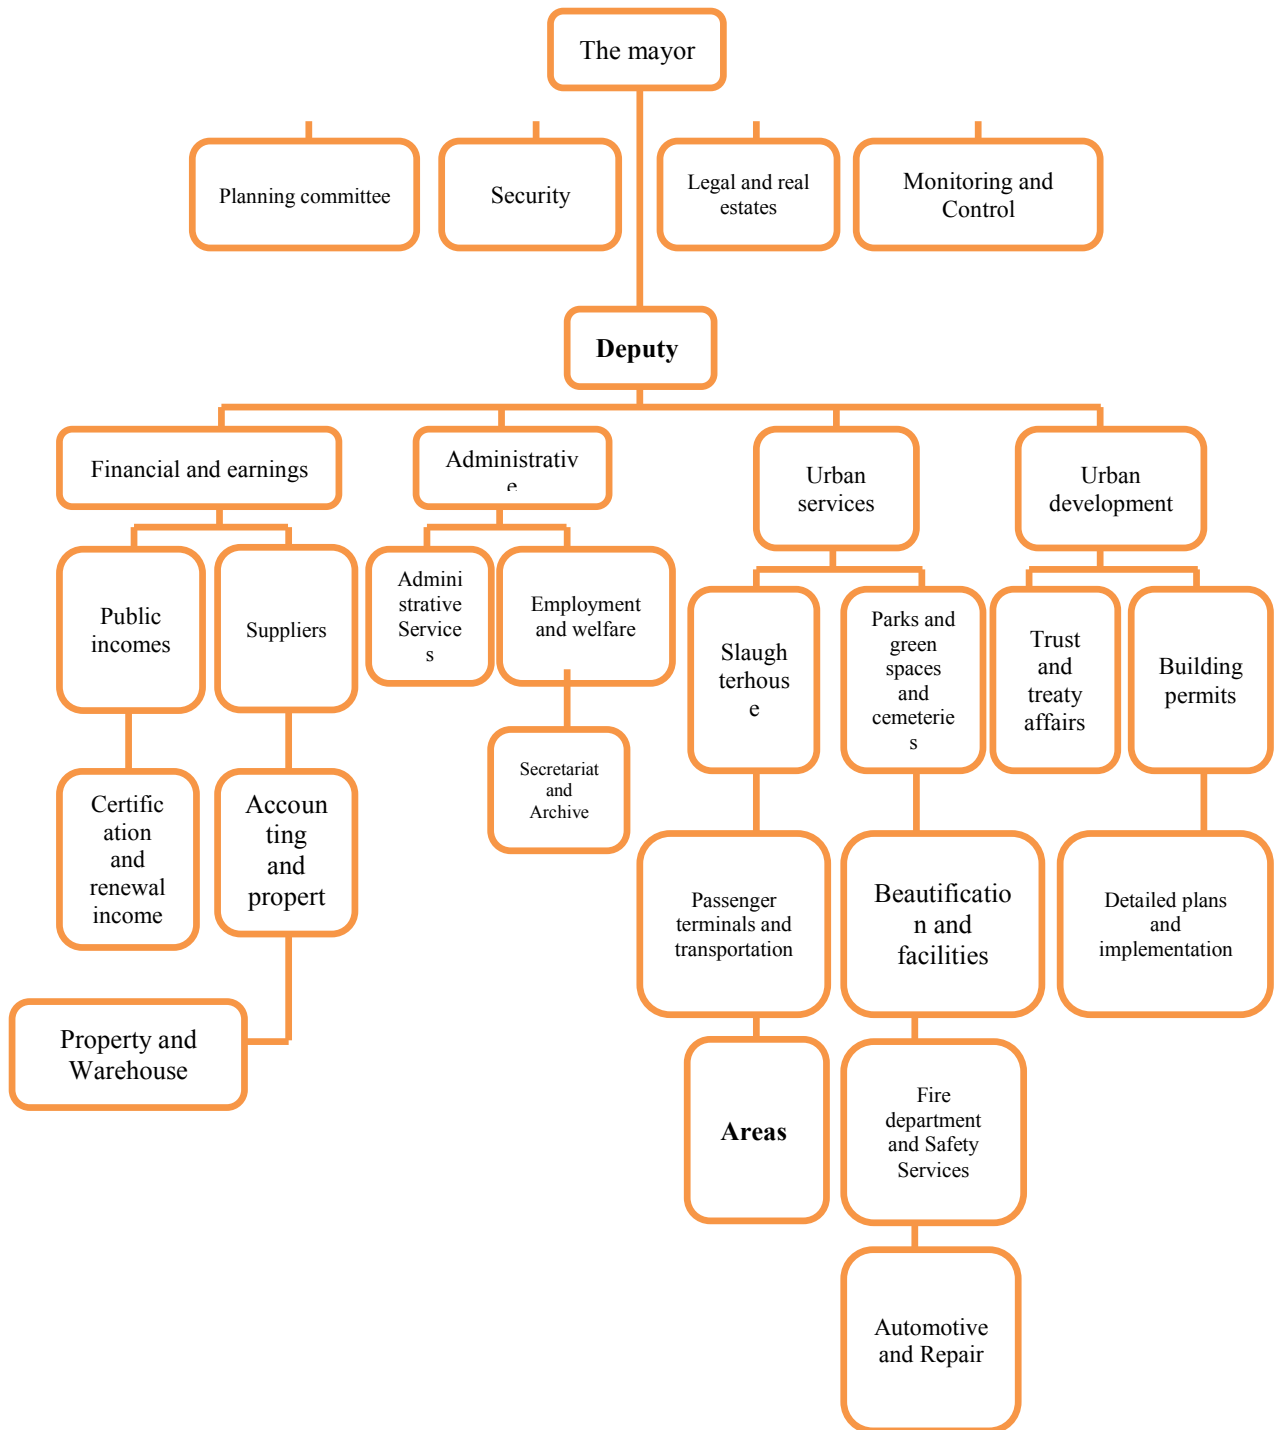 The mayor
Planning committee
Security
Legal and real
estates
Monitoring and
Control
Deputy
Financial and earnings
Administrativ
e
Urban
services
Urban
development
Public
incomes
Suppliers
Admini
strative
Service
s
Employment
and welfare
Slaugh
terhous
e
Parks and
green
spaces
and
cemeterie
s
Trust
and
treaty
affairs
Building
permits
Secretariat
and
Archive
Certific
ation
and
renewal
income
Accoun
ting
and
propert
Passenger
terminals and
transportation
Beautificatio
n and
facilities
Detailed plans
and
implementation
Property and
Warehouse
Areas
Fire
department
and Safety
Services
Automotive
and Repair